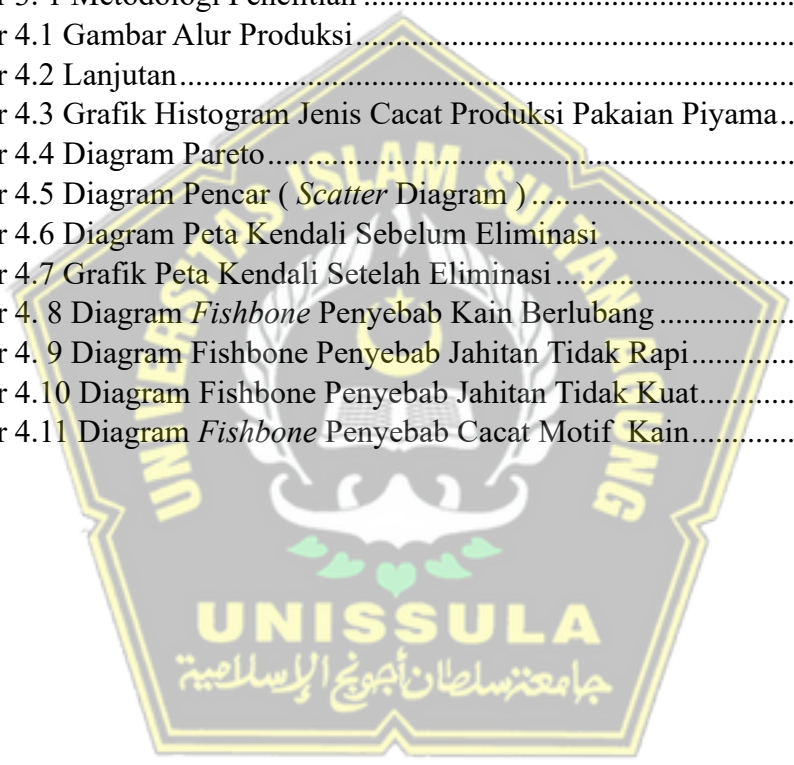 r 4.1 Gambar Alur Produksi
r 4.2 Lanjutan
r 4.3 Grafik Histogram Jenis Cacat Produksi Pakaian Piyama
r 4.4 Diagram Pareto
r 4.5 Diagram Pencar ( Scatter Diagram )
r 4.6 Diagram Peta Kendali Sebelum Eliminasi
r 4.7 Grafik Peta Kendali Setelah Eliminasi
r 4. 8 Diagram Fishbone Penyebab Kain Berlubang
r 4. 9 Diagram Fishbone Penyebab Jahitan Tidak Rapi
r 4.10 Diagram Fishbone Penyebab Jahitan Tidak Kuat
r 4.11 Diagram Fishbone Penyebab Cacat Motif Kain
UNIVERSITAS ISLAM SULTAN AGUNG
UNISSULA
جامعة سلطان أجونج الإسلامية